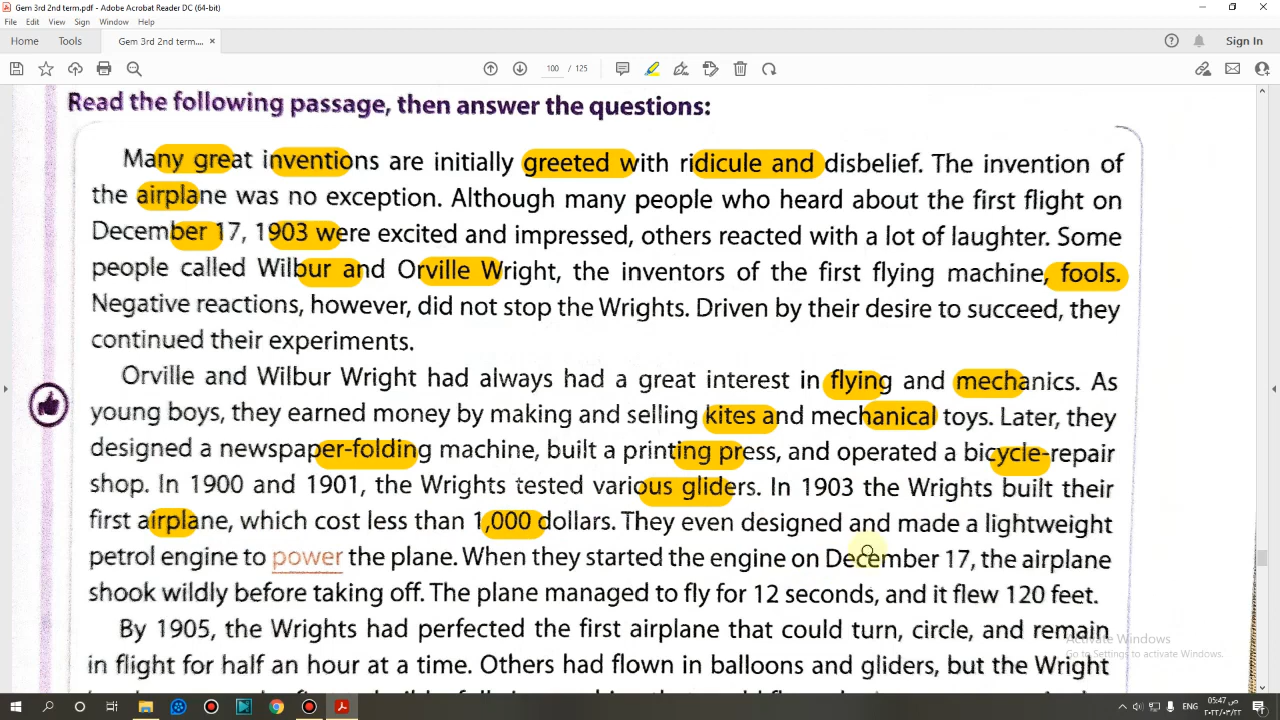 Gem 3rd 2nd term.pdf - Adobe Acrobat Reader DC (64-bit)
File Edit View Sign Window Help
Home Tools Gem 3rd 2nd term.... × Sign In
100 / 125
Read the following passage, then answer the questions:
Many great inventions are initially greeted with ridicule and disbelief. The invention of
the airplane was no exception. Although many people who heard about the first flight on
December 17, 1903 were excited and impressed, others reacted with a lot of laughter. Some
people called Wilbur and Orville Wright, the inventors of the first flying machine, fools.
Negative reactions, however, did not stop the Wrights. Driven by their desire to succeed, they
continued their experiments.
Orville and Wilbur Wright had always had a great interest in flying and mechanics. As
young boys, they earned money by making and selling kites and mechanical toys. Later, they
designed a newspaper-folding machine, built a printing press, and operated a bicycle-repair
shop. In 1900 and 1901, the Wrights tested various gliders. In 1903 the Wrights built their
first airplane, which cost less than 1,000 dollars. They even designed and made a lightweight
petrol engine to power the plane. When they started the engine on December 17, the airplane
shook wildly before taking off. The plane managed to fly for 12 seconds, and it flew 120 feet.
By 1905, the Wrights had perfected the first airplane that could turn, circle, and remain
in flight for half an hour at a time. Others had flown in balloons and gliders, but the Wright
Activate Windows
Go to Settings to activate Windows.
ENG
05:47 ص
٢٠٢٢/٠٣/٢٢